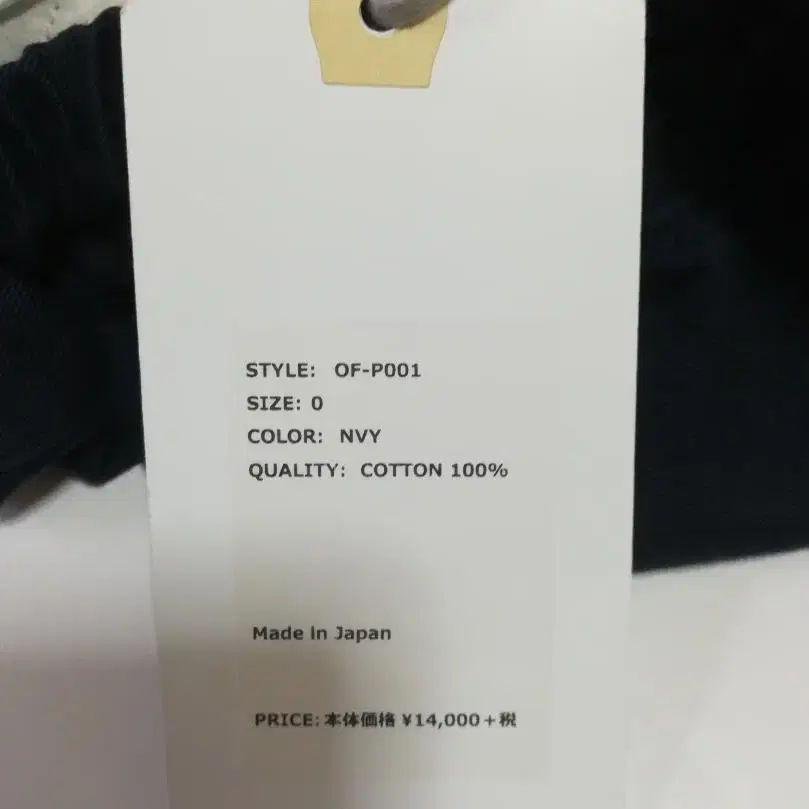 STYLE: OF-P001
SIZE: 0
COLOR: NVY
QUALITY: COTTON 100%
Made in Japan
PRICE: 本体価格 ¥14,000+税